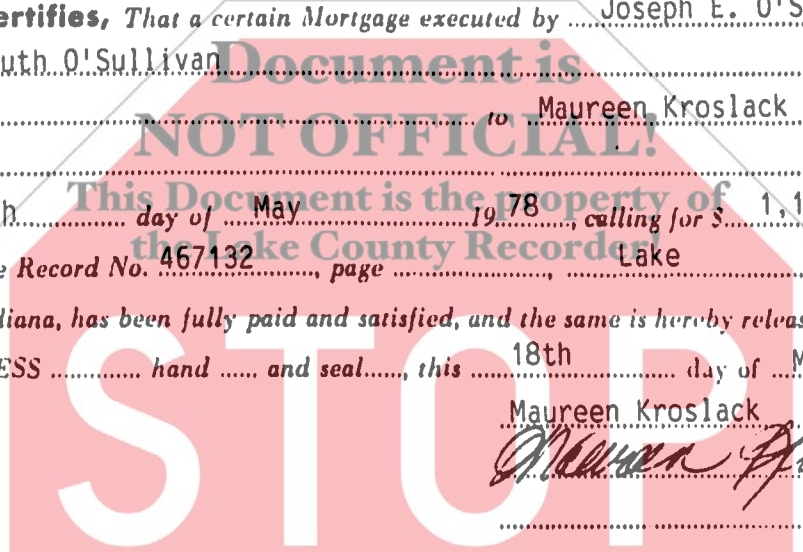 ertifies, That a certain Mortgage executed by Joseph E. O'S
uth O'Sullivan
Document is
to Maureen Kroslack
NOT OFFICIAL!
This Document is the property of
h day of May 1978, calling for $ 1,1
the Lake County Recorder!
e Record No. 467132, page , Lake
diana, has been fully paid and satisfied, and the same is hereby releas
ESS hand and seal, this 18th day of M
Maureen Kroslack
Maureen
STOP